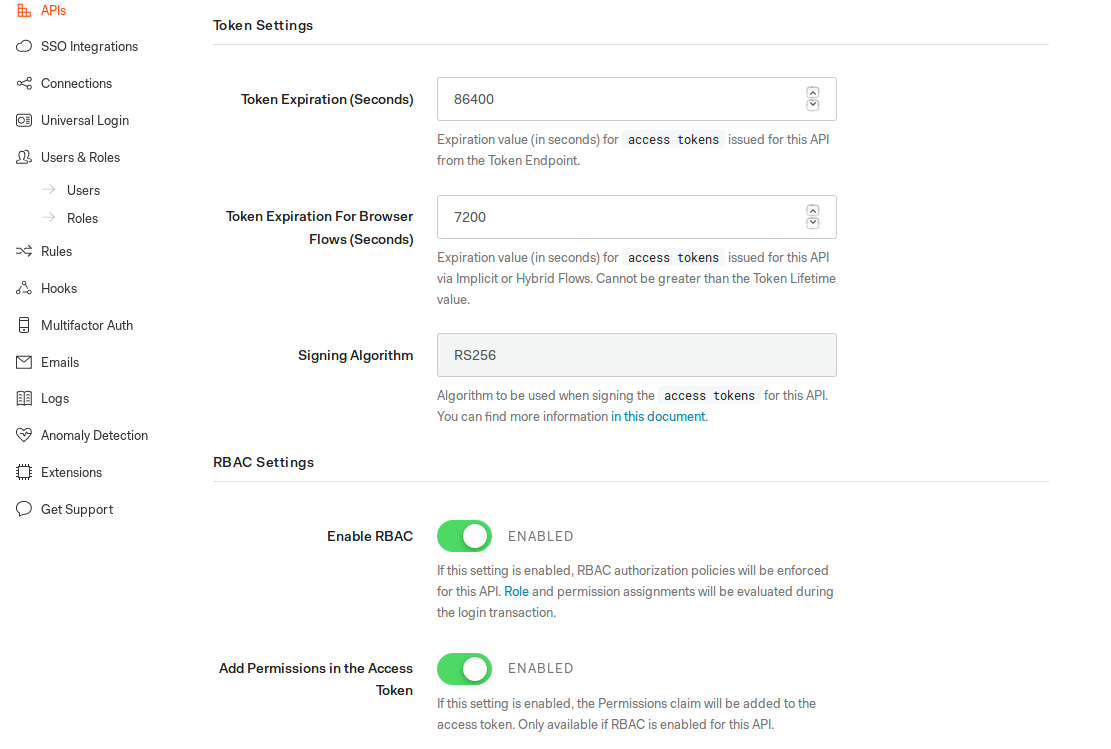 APIs
SSO Integrations
Connections
Universal Login
Users & Roles
Users
Roles
Rules
Hooks
Multifactor Auth
Emails
Logs
Anomaly Detection
Extensions
Get Support
Token Settings
Token Expiration (Seconds)
86400
Expiration value (in seconds) for access tokens issued for this API
from the Token Endpoint.
Token Expiration For Browser
Flows (Seconds)
7200
Expiration value (in seconds) for access tokens issued for this API
via Implicit or Hybrid Flows. Cannot be greater than the Token Lifetime
value.
Signing Algorithm
RS256
Algorithm to be used when signing the access tokens for this API.
You can find more information in this document.
RBAC Settings
Enable RBAC
ENABLED
If this setting is enabled, RBAC authorization policies will be enforced
for this API. Role and permission assignments will be evaluated during
the login transaction.
Add Permissions in the Access
Token
ENABLED
If this setting is enabled, the Permissions claim will be added to the
access token. Only available if RBAC is enabled for this API.